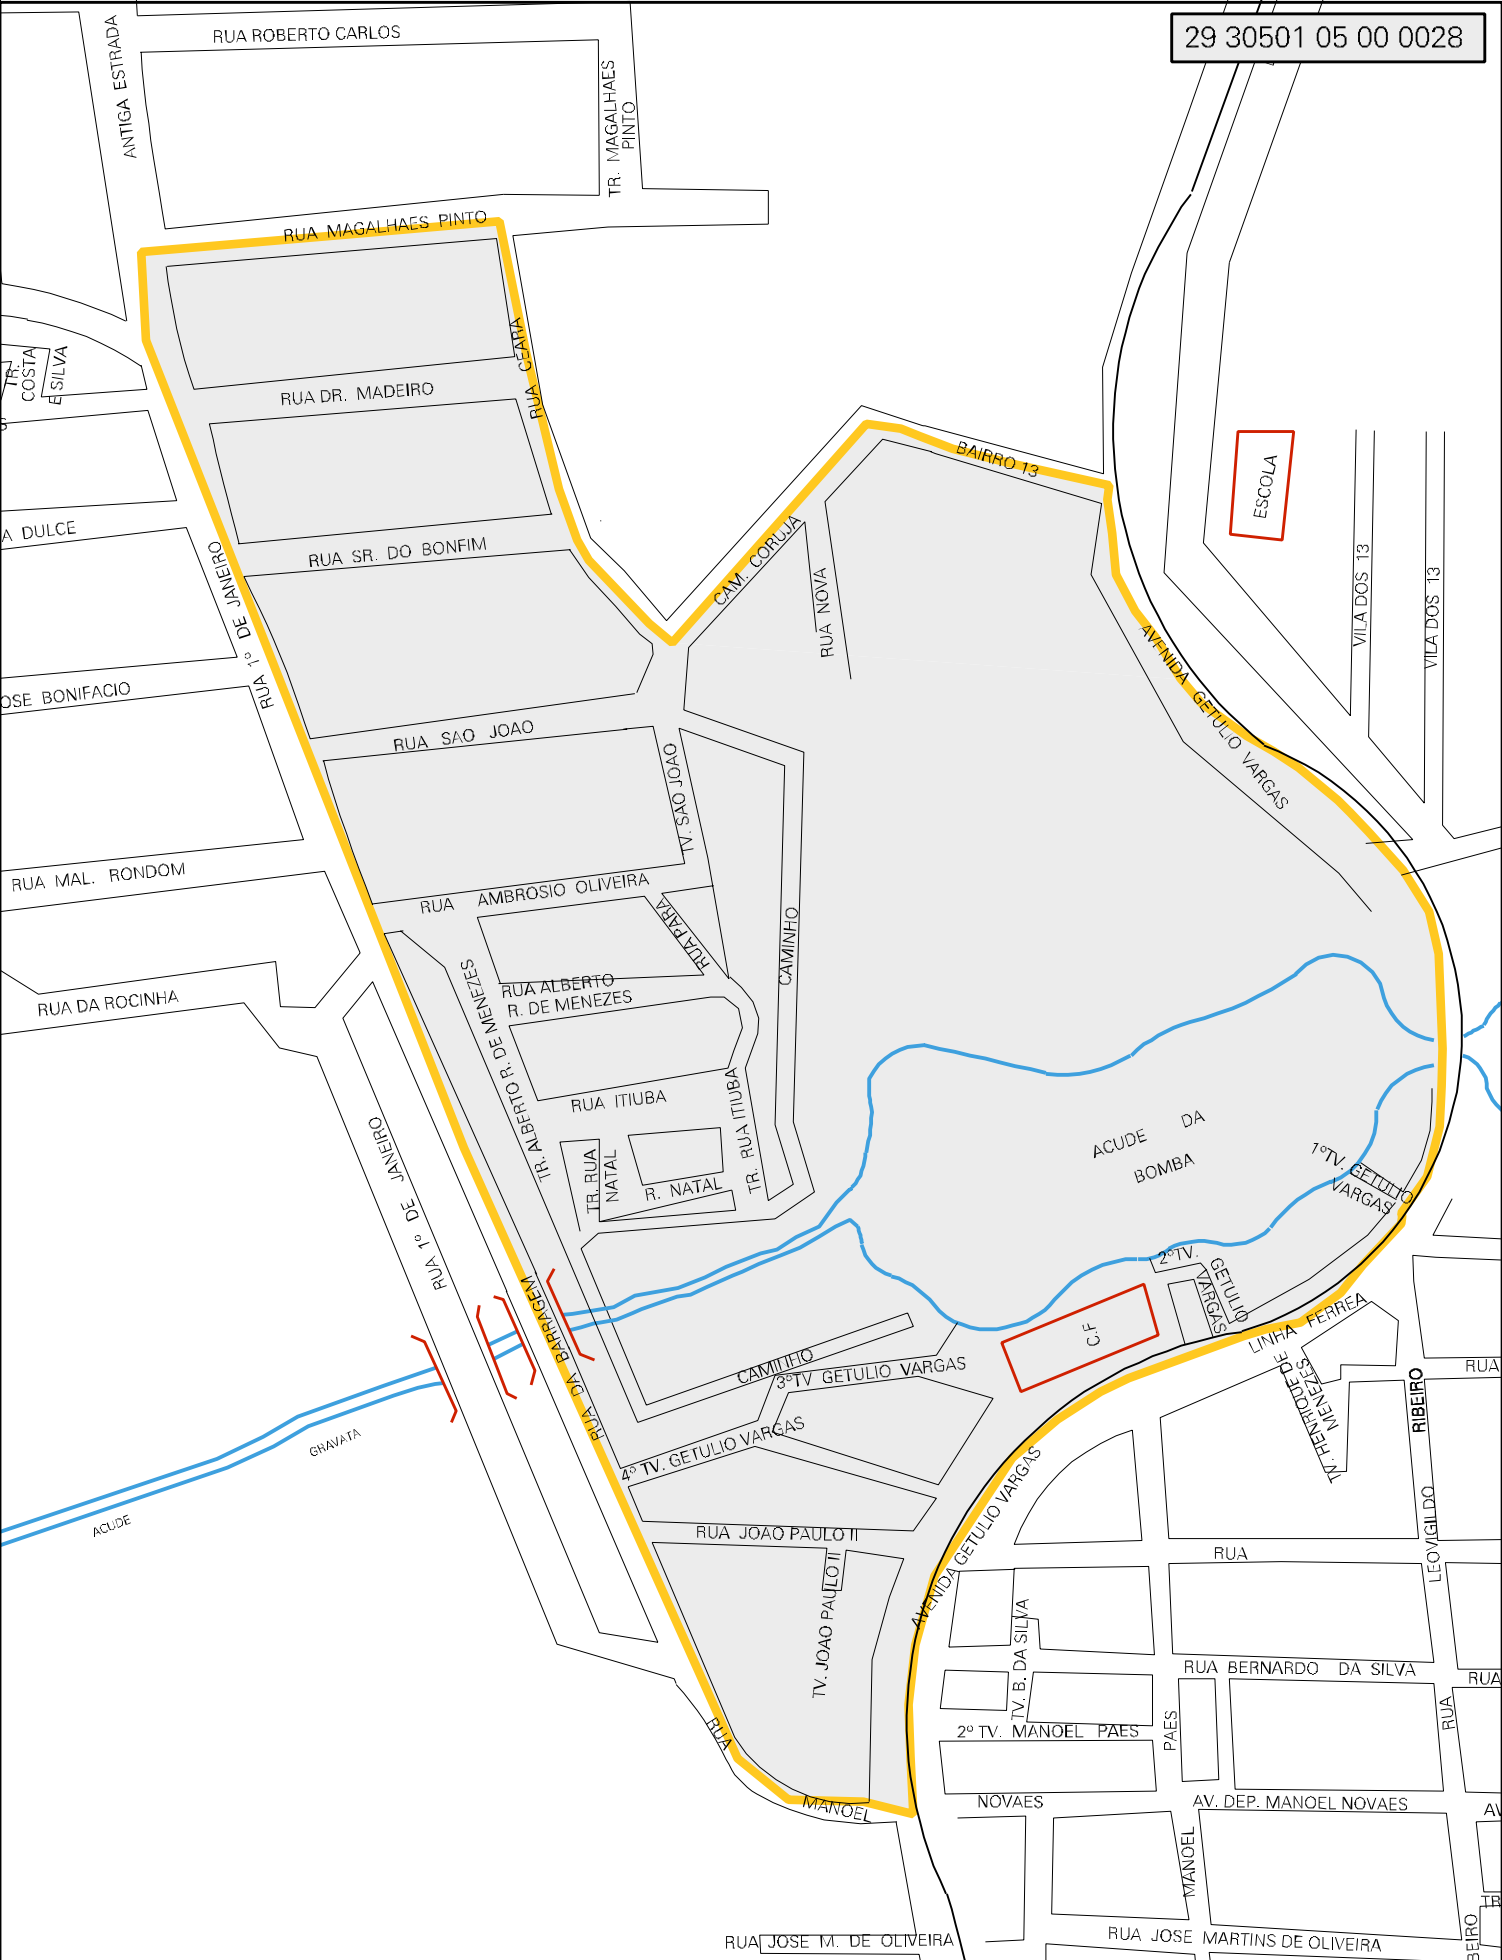 29 30501 05 00 0028
RUA ROBERTO CARLOS
ANTIGA ESTRADA
TR. MAGALHAES
PINTO
RUA MAGALHAES PINTO
RUA CEARA
TR.
COSTA
E SILVA
RUA DR. MADEIRO
BAIRRO 13
ESCOLA
A DULCE
RUA SR. DO BONFIM
CAM. CORUJA
RUA NOVA
VILA DOS 13
VILA DOS 13
RUA 1º DE JANEIRO
AVENIDA GETULIO VARGAS
OSE BONIFACIO
RUA SAO JOAO
TV. SAO JOAO
RUA MAL. RONDOM
RUA AMBROSIO OLIVEIRA
RUA PARA
CAMINHO
RUA DA ROCINHA
TR. ALBERTO R. DE MENEZES
RUA ALBERTO
R. DE MENEZES
RUA ITIUBA
TR. RUA ITIUBA
TR. RUA
NATAL
R. NATAL
ACUDE DA
BOMBA
1ºTV. GETULIO
VARGAS
RUA 1º DE JANEIRO
2ºTV. GETULIO
VARGAS
C.F
RUA DA BARRAGEM
LINHA FERREA
CAMINHO
3ºTV GETULIO VARGAS
TV. HENRIQUE DE
MENEZES
RIBEIRO
RUA
GRAVATA
ACUDE
4º TV. GETULIO VARGAS
AVENIDA GETULIO VARGAS
RUA JOAO PAULO II
TV. JOAO PAULO II
RUA
LEOVIGILDO
TV. B. DA SILVA
RUA BERNARDO DA SILVA
RUA
RUA
2º TV. MANOEL PAES
PAES
RUA
MANOEL
NOVAES
AV. DEP. MANOEL NOVAES
AV
MANOEL
TR
BEIRO
RUA JOSE M. DE OLIVEIRA
RUA JOSE MARTINS DE OLIVEIRA